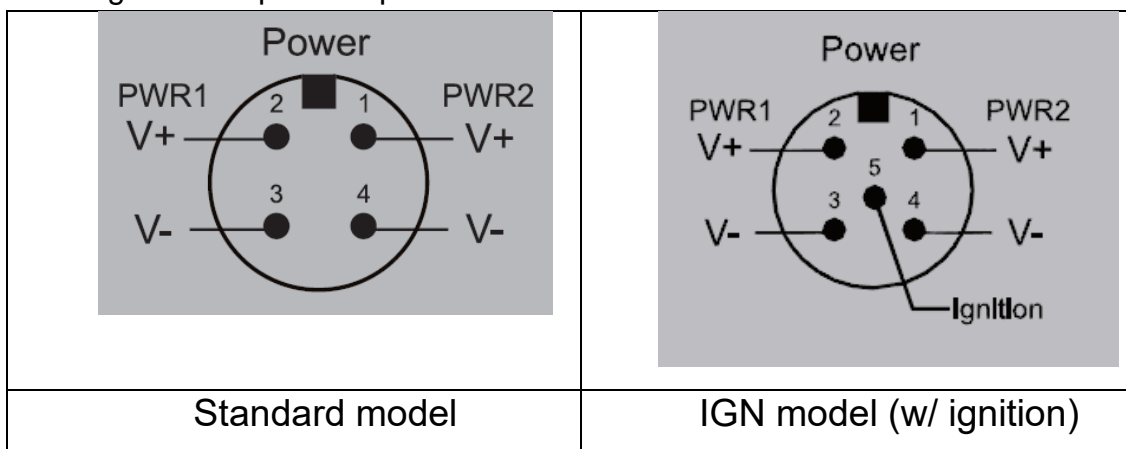 Power
PWR1 2 1 PWR2
V+ V+
3 4
V- V-
Standard model
Power
PWR1 2 1 PWR2
V+ V+
5
3 4
V- V-
Ignition
IGN model (w/ ignition)